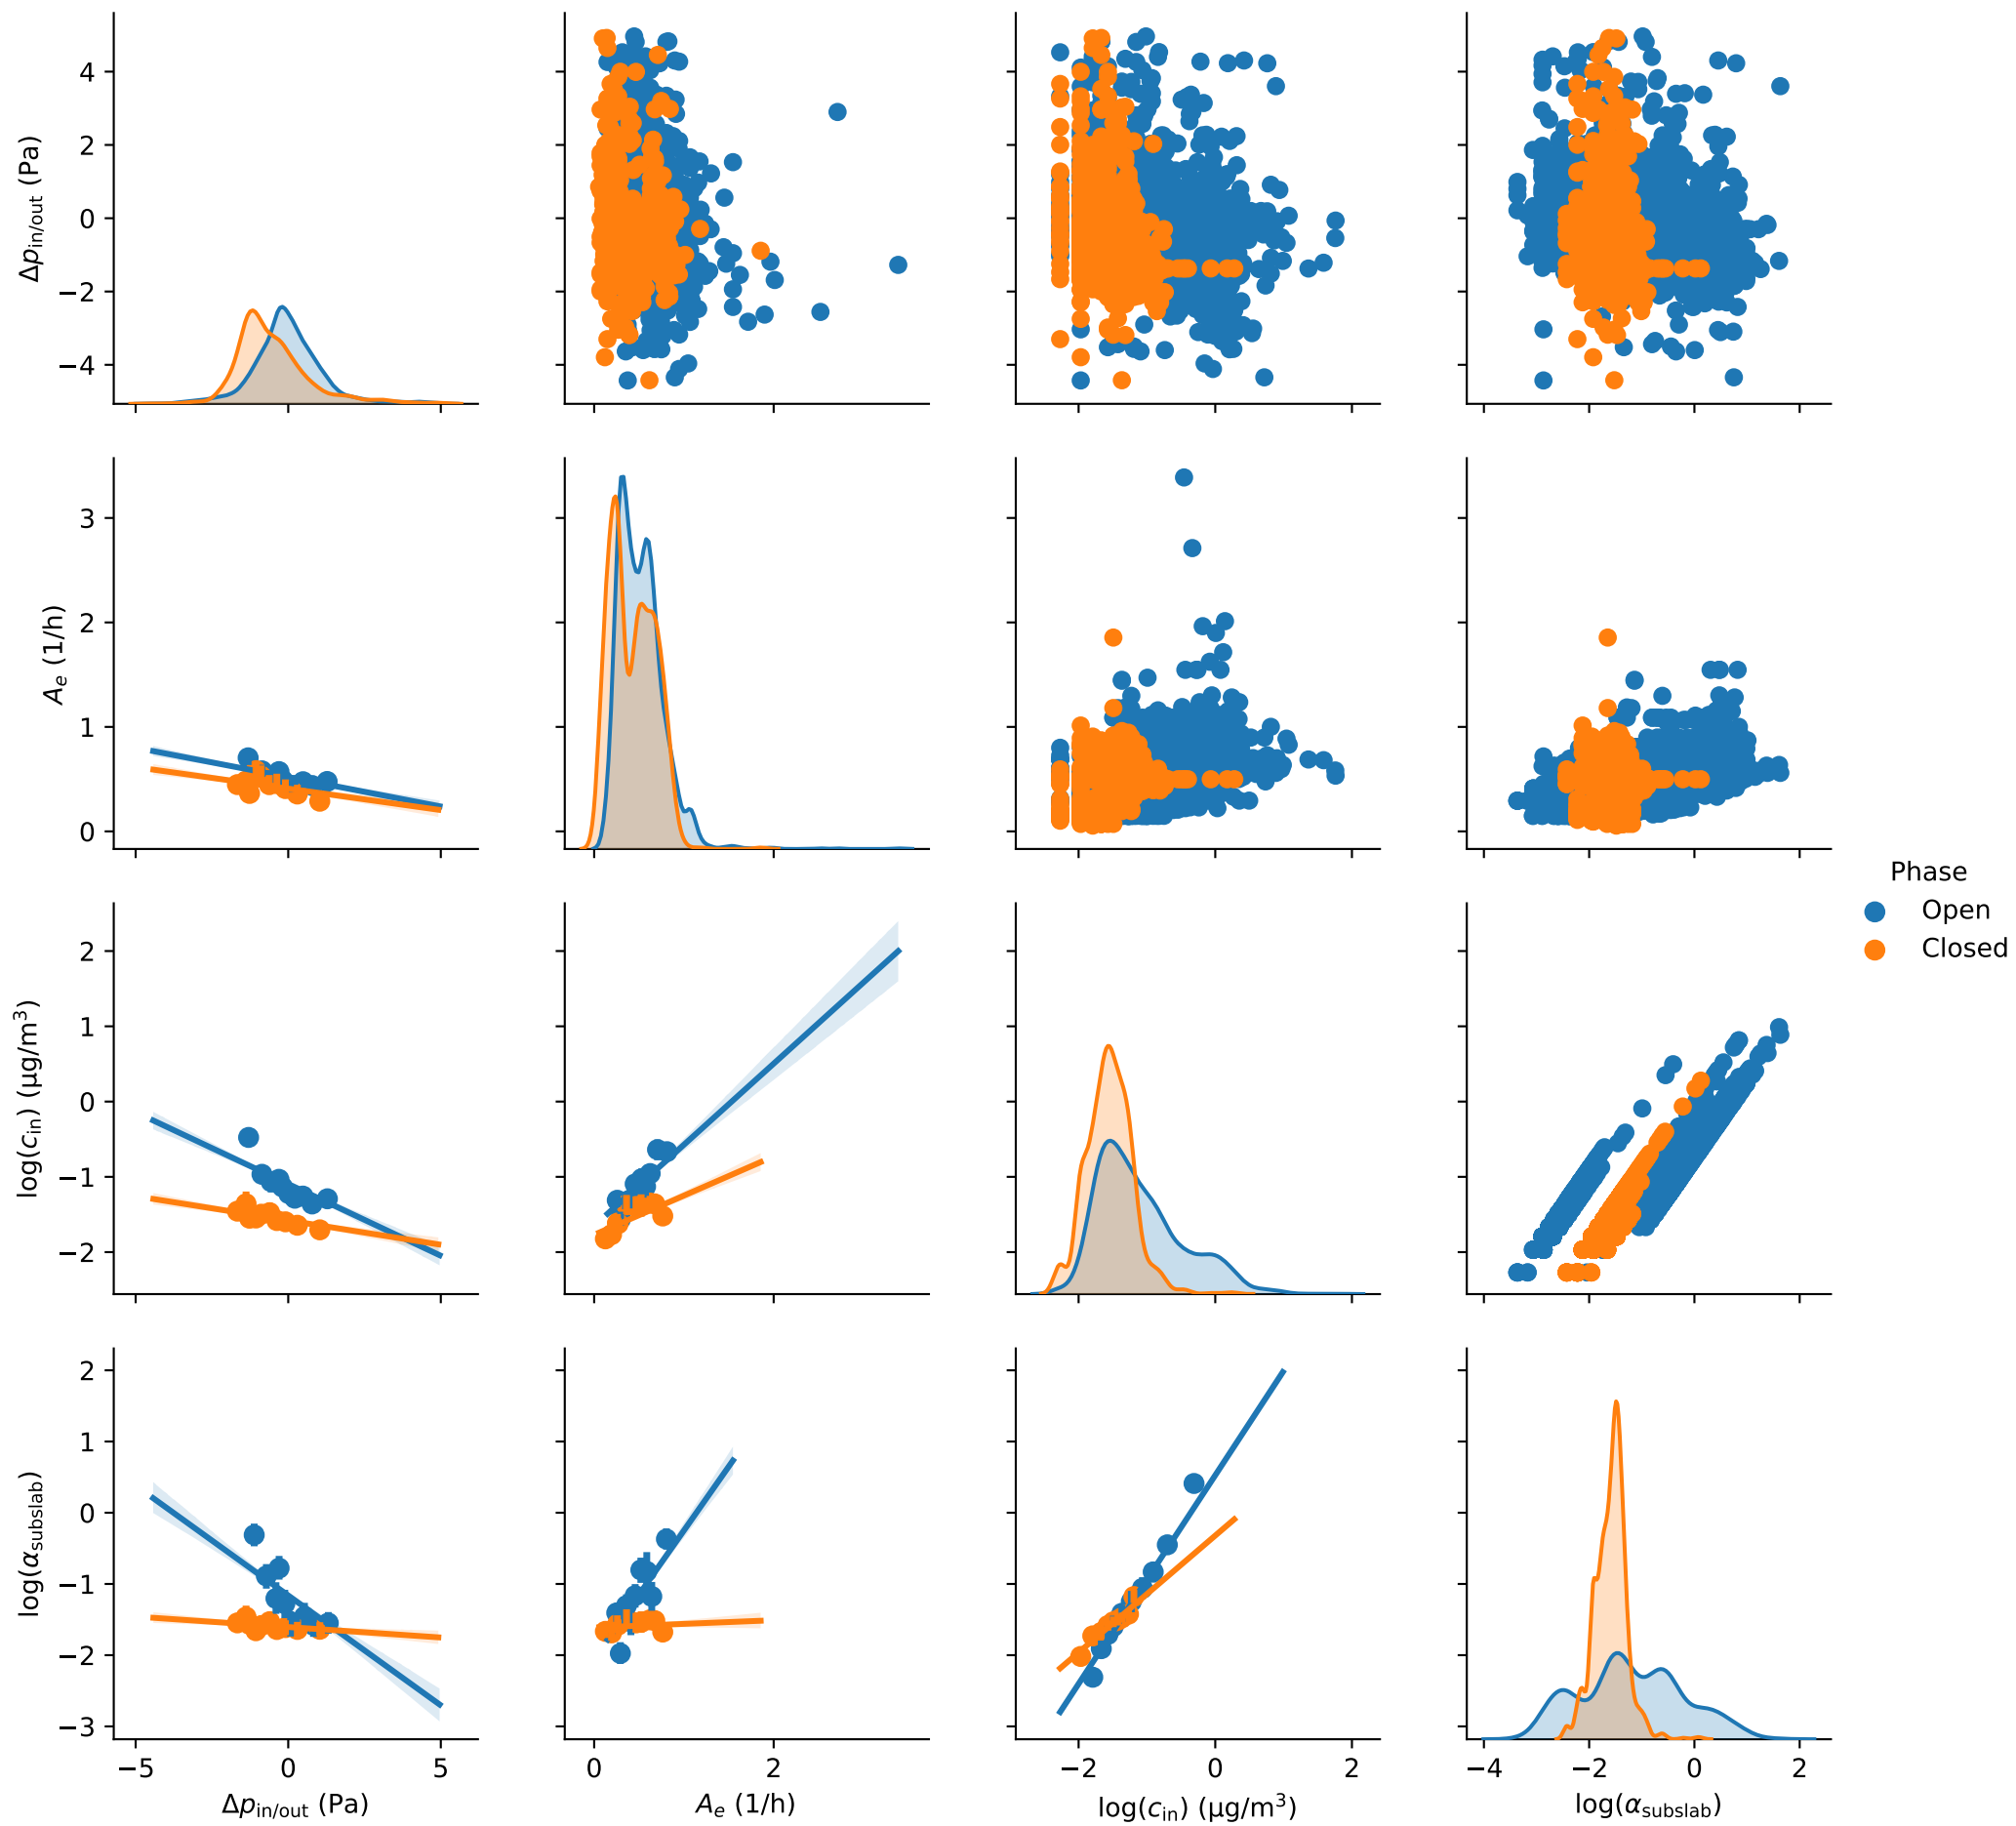 Δp_in/out (Pa)
4
2
0
−2
−4
A_e (1/h)
3
2
1
0
Phase
Open
Closed
log(c_in) (µg/m³)
2
1
0
−1
−2
log(α_subslab)
2
1
0
−1
−2
−3
−5 0 5 0 2 −2 0 2 −4 −2 0 2
Δp_in/out (Pa) A_e (1/h) log(c_in) (µg/m³) log(α_subslab)